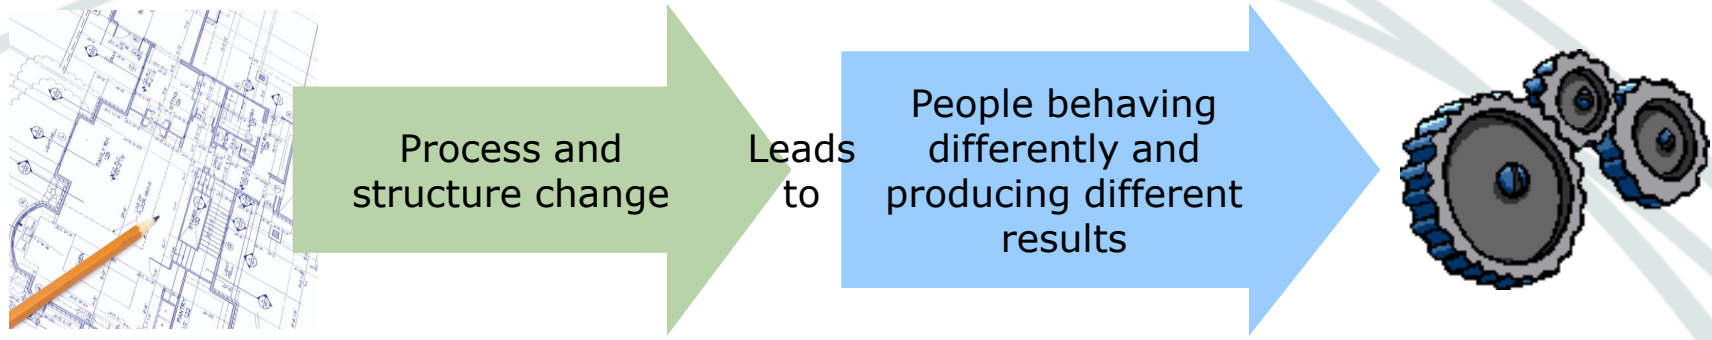 Process and
structure change
Leads
to
People behaving
differently and
producing different
results